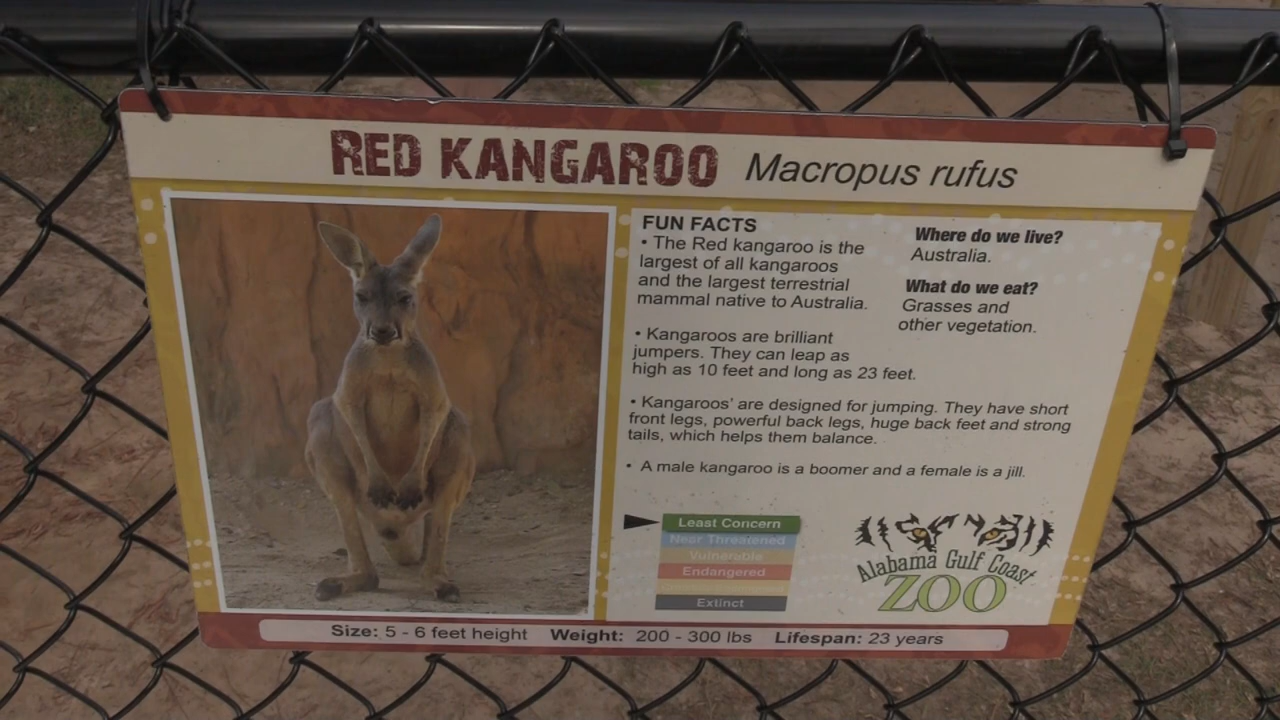 RED KANGAROO Macropus rufus
FUN FACTS
• The Red kangaroo is the
largest of all kangaroos
and the largest terrestrial
mammal native to Australia.
Where do we live?
Australia.
What do we eat?
Grasses and
other vegetation.
• Kangaroos are brilliant
jumpers. They can leap as
high as 10 feet and long as 23 feet.
• Kangaroos’ are designed for jumping. They have short
front legs, powerful back legs, huge back feet and strong
tails, which helps them balance.
• A male kangaroo is a boomer and a female is a jill.
Least Concern
Near Threatened
Vulnerable
Endangered
Extinct
Alabama Gulf Coast
ZOO
Size: 5 - 6 feet height Weight: 200 - 300 lbs Lifespan: 23 years